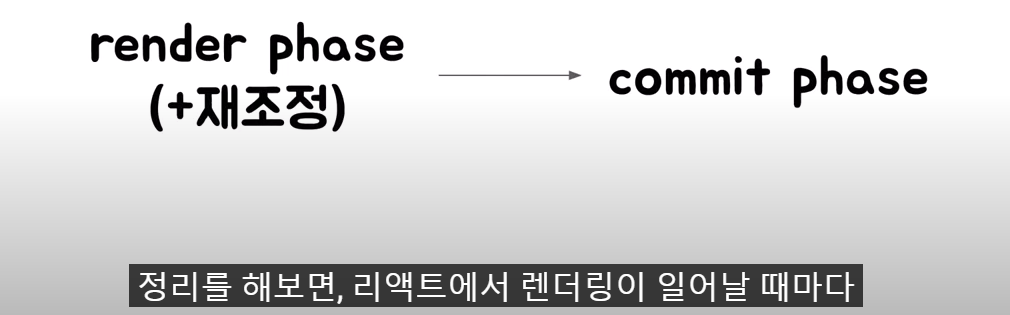 render phase
(+재조정)
commit phase
정리를 해보면, 리액트에서 렌더링이 일어날 때마다